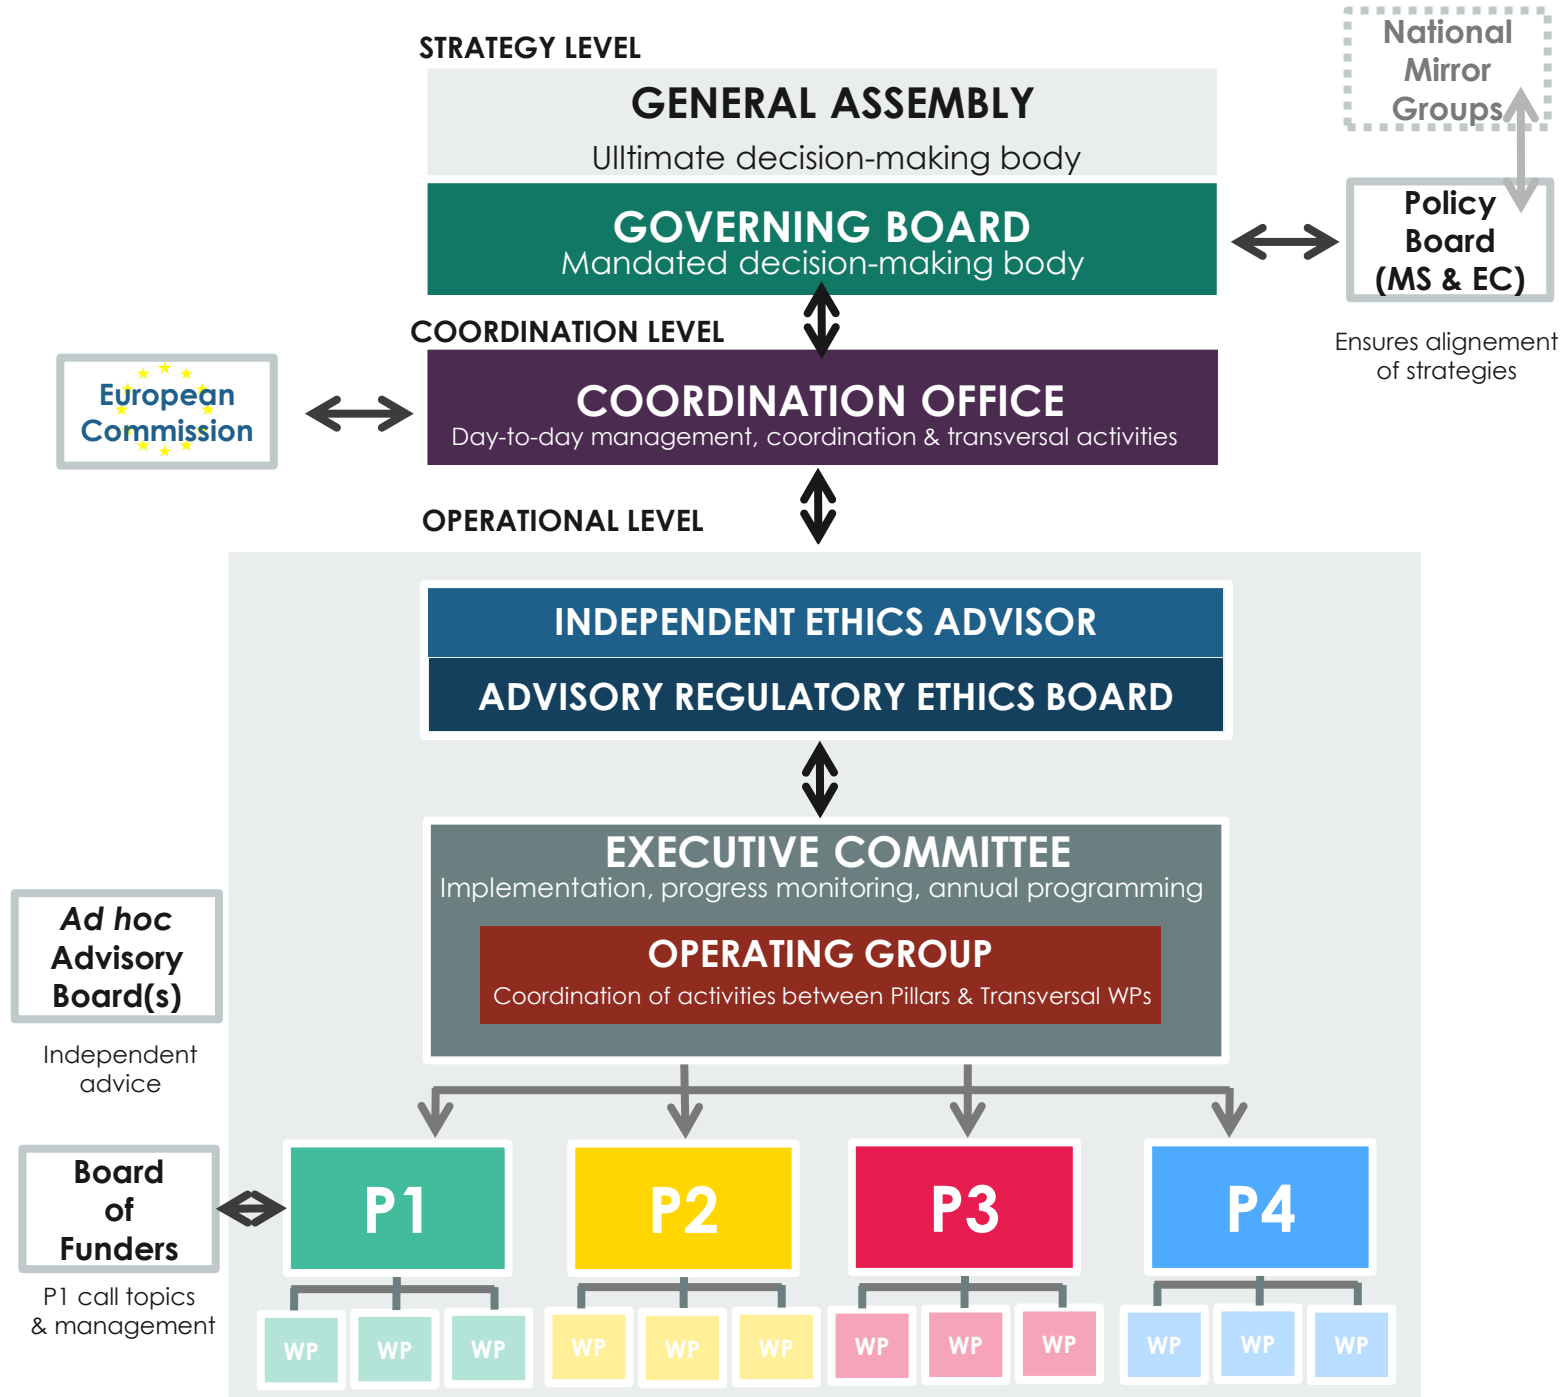 STRATEGY LEVEL
GENERAL ASSEMBLY
Ulltimate decision-making body
GOVERNING BOARD
Mandated decision-making body
National
Mirror
Groups
Policy
Board
(MS & EC)
Ensures alignement
of strategies
COORDINATION LEVEL
European
Commission
COORDINATION OFFICE
Day-to-day management, coordination & transversal activities
OPERATIONAL LEVEL
INDEPENDENT ETHICS ADVISOR
ADVISORY REGULATORY ETHICS BOARD
EXECUTIVE COMMITTEE
Implementation, progress monitoring, annual programming
OPERATING GROUP
Coordination of activities between Pillars & Transversal WPs
Ad hoc
Advisory
Board(s)
Independent
advice
Board
of
Funders
P1 call topics
& management
P1 P2 P3 P4
WP WP WP WP WP WP WP WP WP WP WP WP